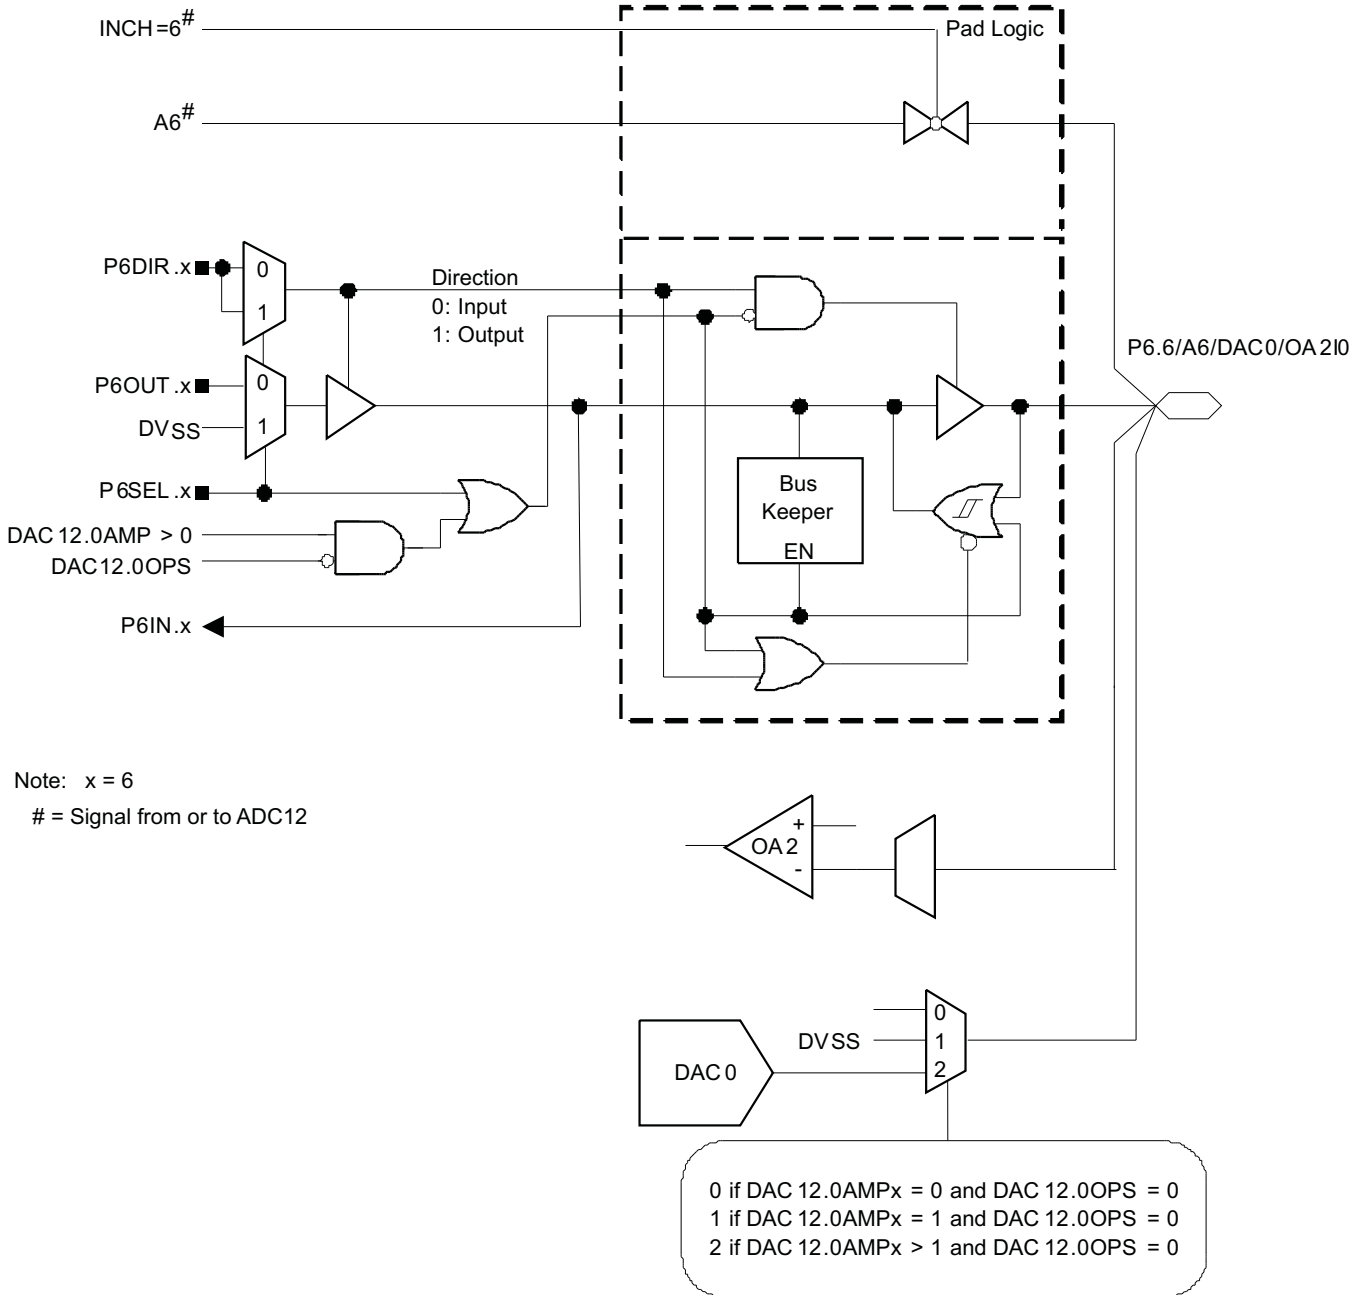 INCH=6#
Pad Logic
A6#
P6DIR.x
0
1
Direction
0: Input
1: Output
P6.6/A6/DAC0/OA2I0
P6OUT.x
0
DVSS
1
P6SEL.x
Bus
Keeper
EN
DAC12.0AMP > 0
DAC12.0OPS
P6IN.x
Note: x = 6
# = Signal from or to ADC12
+
OA2
-
0
DVSS
1
DAC0
2
0 if DAC12.0AMPx = 0 and DAC12.0OPS = 0
1 if DAC12.0AMPx = 1 and DAC12.0OPS = 0
2 if DAC12.0AMPx > 1 and DAC12.0OPS = 0